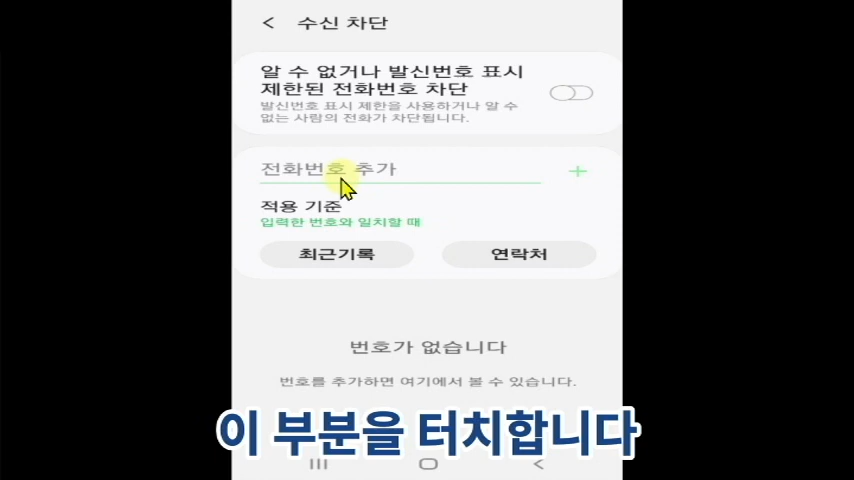 수신 차단
알 수 없거나 발신번호 표시
제한된 전화번호 차단
발신번호 표시 제한을 사용하거나 알 수
없는 사람의 전화가 차단됩니다.
전화번호 추가
적용 기준
입력한 번호와 일치할 때
최근기록
연락처
번호가 없습니다
번호를 추가하면 여기에서 볼 수 있습니다.
이 부분을 터치합니다